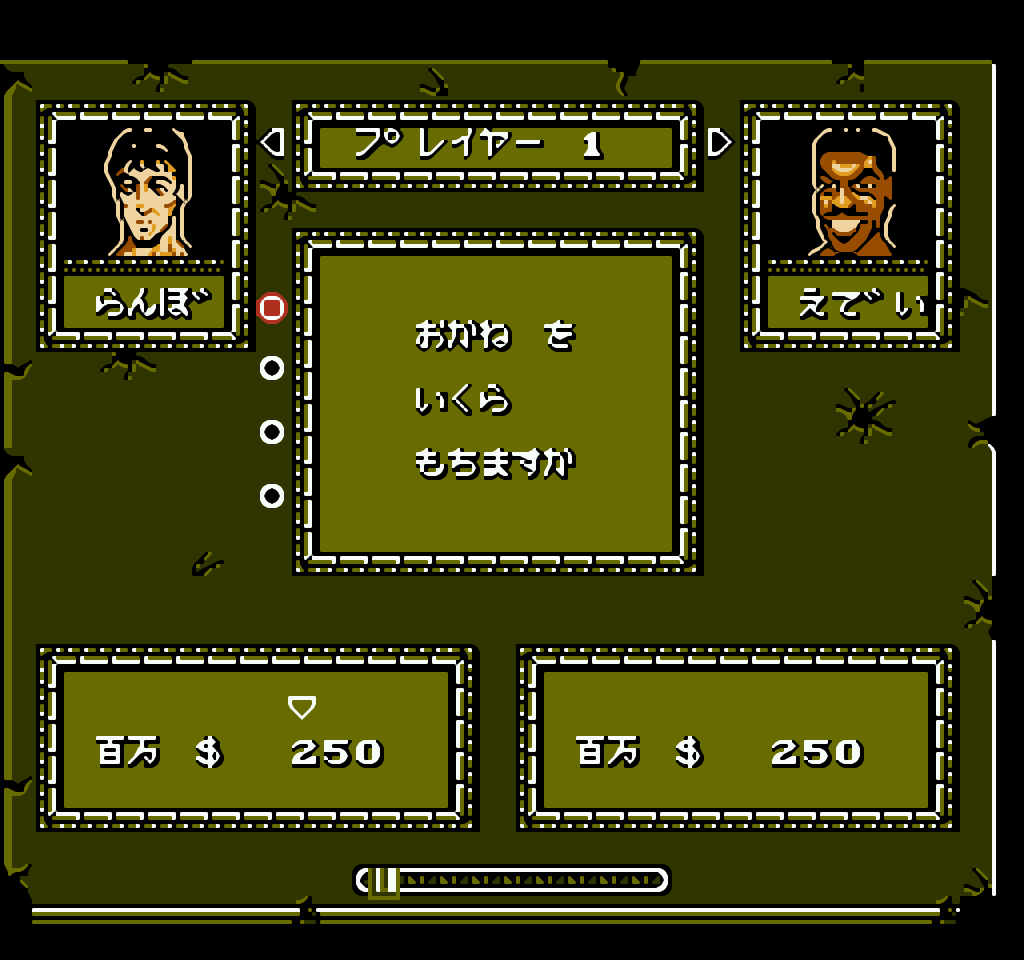 プレイヤー 1
らんぼ
えでい
おかね を
いくら
もちますか
百万 $ 250
百万 $ 250